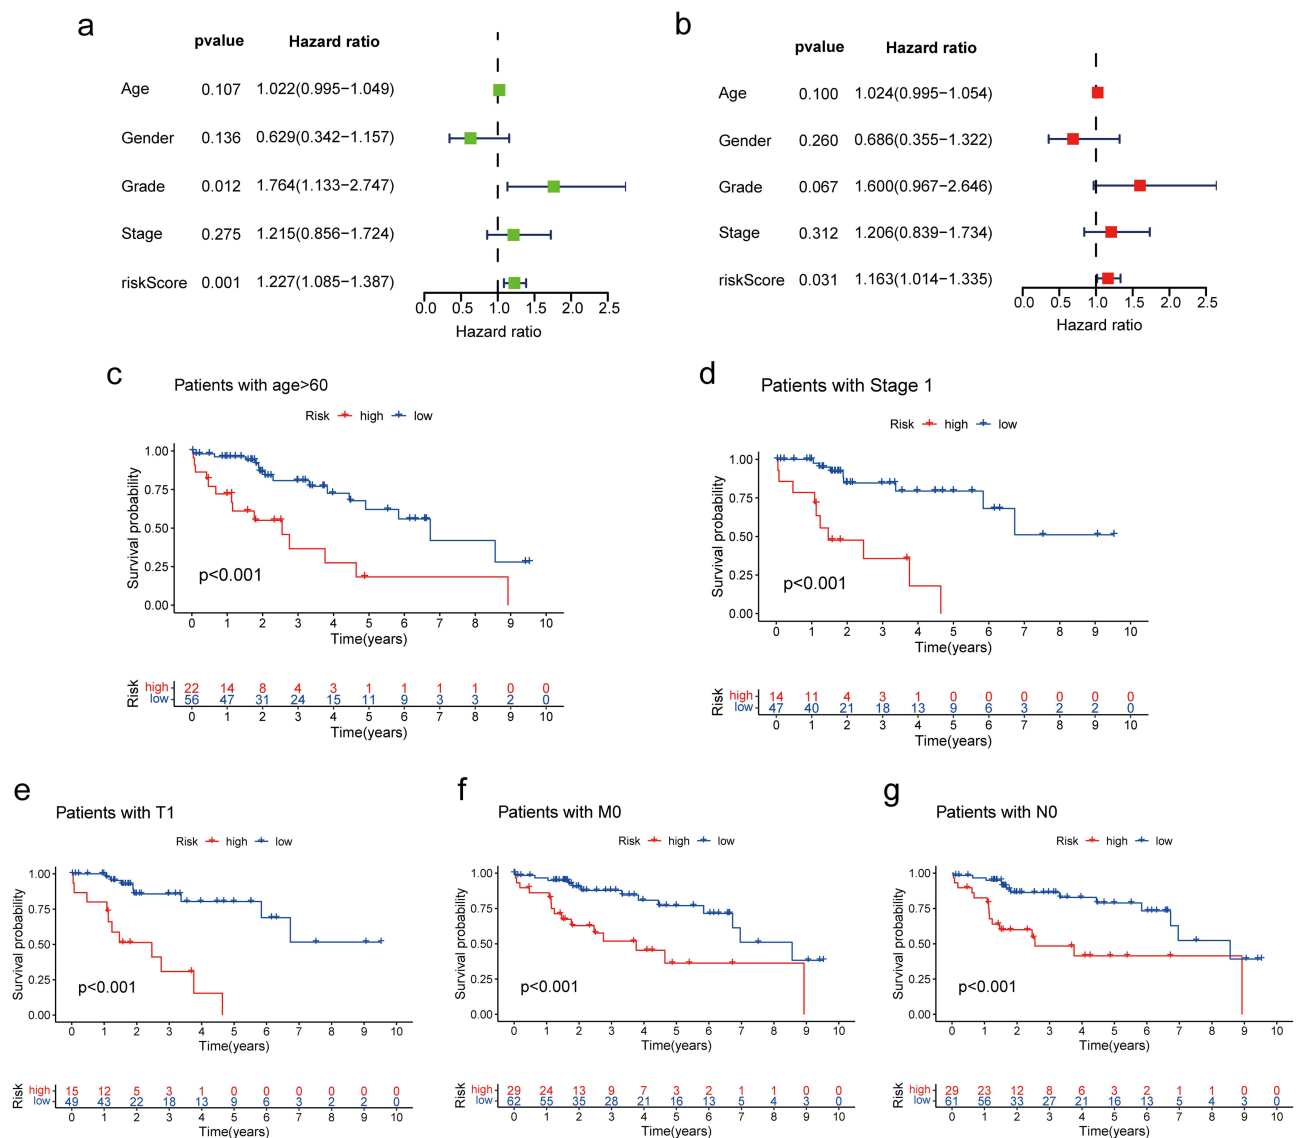 a
pvalue Hazard ratio
Age 0.107 1.022(0.995−1.049)
Gender 0.136 0.629(0.342−1.157)
Grade 0.012 1.764(1.133−2.747)
Stage 0.275 1.215(0.856−1.724)
riskScore 0.001 1.227(1.085−1.387)
0.0 0.5 1.0 1.5 2.0 2.5
Hazard ratio
b
pvalue Hazard ratio
Age 0.100 1.024(0.995−1.054)
Gender 0.260 0.686(0.355−1.322)
Grade 0.067 1.600(0.967−2.646)
Stage 0.312 1.206(0.839−1.734)
riskScore 0.031 1.163(1.014−1.335)
0.0 0.5 1.0 1.5 2.0 2.5
Hazard ratio
c
Patients with age>60
Risk high low
Survival probability
1.00
0.75
0.50
0.25
0.00
p<0.001
0 1 2 3 4 5 6 7 8 9 10
Time(years)
Risk
high 22 14 8 4 3 1 1 1 1 0 0
low 56 47 31 24 15 11 9 3 3 2 0
0 1 2 3 4 5 6 7 8 9 10
Time(years)
d
Patients with Stage 1
Risk high low
Survival probability
1.00
0.75
0.50
0.25
0.00
p<0.001
0 1 2 3 4 5 6 7 8 9 10
Time(years)
Risk
high 14 11 4 3 1 0 0 0 0 0 0
low 47 40 21 18 13 9 6 3 2 2 0
0 1 2 3 4 5 6 7 8 9 10
Time(years)
e
Patients with T1
Risk high low
Survival probability
1.00
0.75
0.50
0.25
0.00
p<0.001
0 1 2 3 4 5 6 7 8 9 10
Time(years)
Risk
high 15 12 5 3 1 0 0 0 0 0 0
low 49 43 22 18 13 9 6 3 2 2 0
0 1 2 3 4 5 6 7 8 9 10
Time(years)
f
Patients with M0
Risk high low
Survival probability
1.00
0.75
0.50
0.25
0.00
p<0.001
0 1 2 3 4 5 6 7 8 9 10
Time(years)
Risk
high 29 24 13 9 7 3 2 1 1 0 0
low 62 55 35 28 21 16 13 5 4 3 0
0 1 2 3 4 5 6 7 8 9 10
Time(years)
g
Patients with N0
Risk high low
Survival probability
1.00
0.75
0.50
0.25
0.00
p<0.001
0 1 2 3 4 5 6 7 8 9 10
Time(years)
Risk
high 29 23 12 8 6 3 2 1 1 0 0
low 61 56 33 27 21 16 13 5 4 3 0
0 1 2 3 4 5 6 7 8 9 10
Time(years)